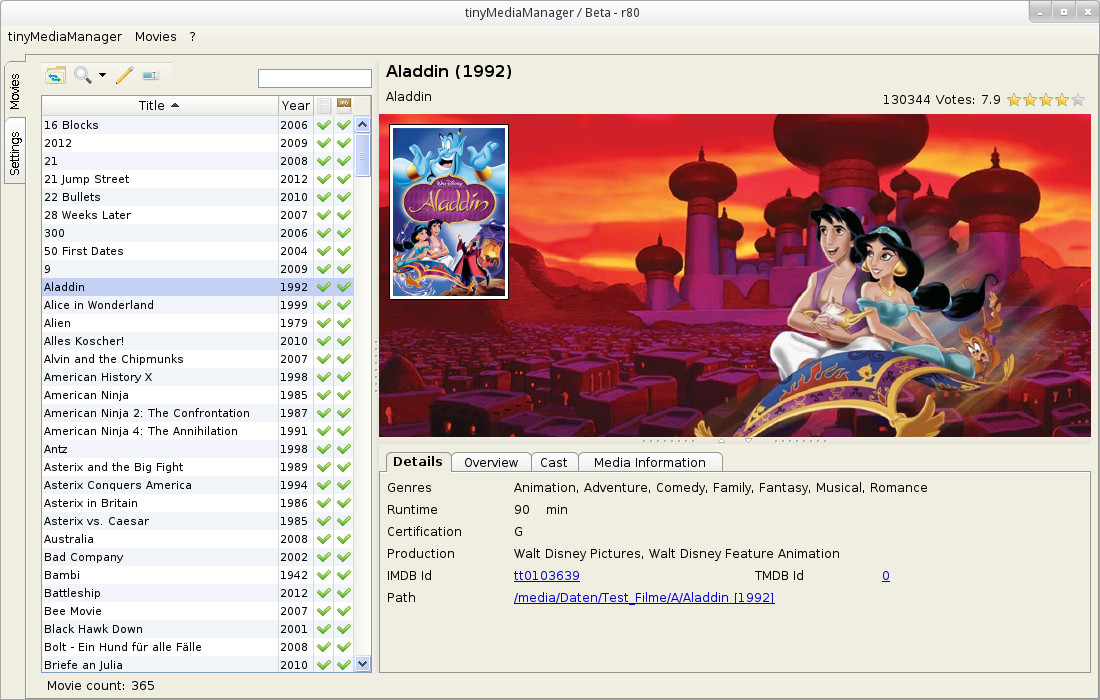 tinyMediaManager / Beta - r80
tinyMediaManager Movies ?
Movies
Settings
Title Year
16 Blocks 2006
2012 2009
21 2008
21 Jump Street 2012
22 Bullets 2010
28 Weeks Later 2007
300 2006
50 First Dates 2004
9 2009
Aladdin 1992
Alice in Wonderland 1999
Alien 1979
Alles Koscher! 2010
Alvin and the Chipmunks 2007
American History X 1998
American Ninja 1985
American Ninja 2: The Confrontation 1987
American Ninja 4: The Annihilation 1991
Antz 1998
Asterix and the Big Fight 1989
Asterix Conquers America 1994
Asterix in Britain 1986
Asterix vs. Caesar 1985
Australia 2008
Bad Company 2002
Bambi 1942
Battleship 2012
Bee Movie 2007
Black Hawk Down 2001
Bolt - Ein Hund für alle Fälle 2008
Briefe an Julia 2010
Movie count: 365
Aladdin (1992)
Aladdin
130344 Votes: 7.9
Walt Disney
Aladdin
Details Overview Cast Media Information
Genres Animation, Adventure, Comedy, Family, Fantasy, Musical, Romance
Runtime 90 min
Certification G
Production Walt Disney Pictures, Walt Disney Feature Animation
IMDB Id tt0103639 TMDB Id 0
Path /media/Daten/Test_Filme/A/Aladdin [1992]